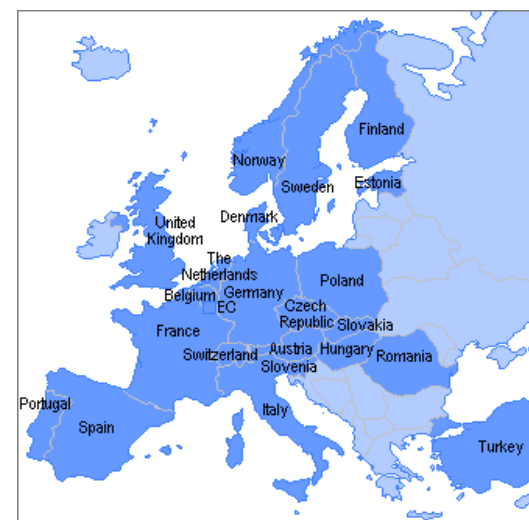 Finland
Norway
Estonia
Sweden
Denmark
United
Kingdom
The
Netherlands
Poland
Belgium
Germany
EC
Czech
Republic
Slovakia
France
Switzerland
Austria
Hungary
Romania
Slovenia
Portugal
Italy
Spain
Turkey